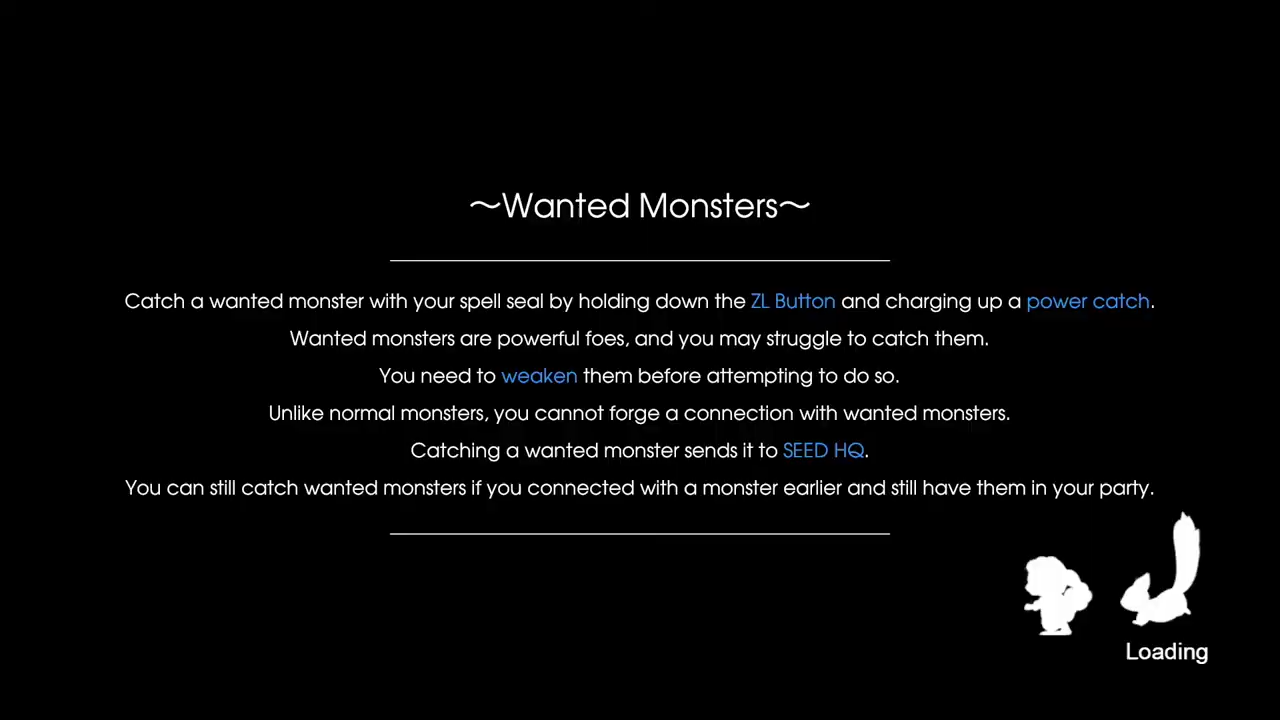 ～Wanted Monsters～
Catch a wanted monster with your spell seal by holding down the ZL Button and charging up a power catch.
Wanted monsters are powerful foes, and you may struggle to catch them.
You need to weaken them before attempting to do so.
Unlike normal monsters, you cannot forge a connection with wanted monsters.
Catching a wanted monster sends it to SEED HQ.
You can still catch wanted monsters if you connected with a monster earlier and still have them in your party.
Loading